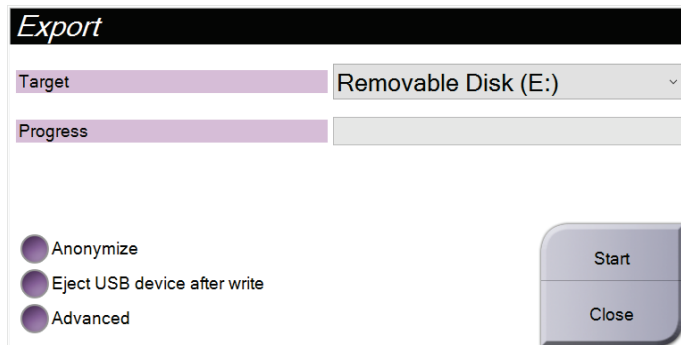 Export
Target
Removable Disk (E:)
Progress
Anonymize
Eject USB device after write
Advanced
Start
Close